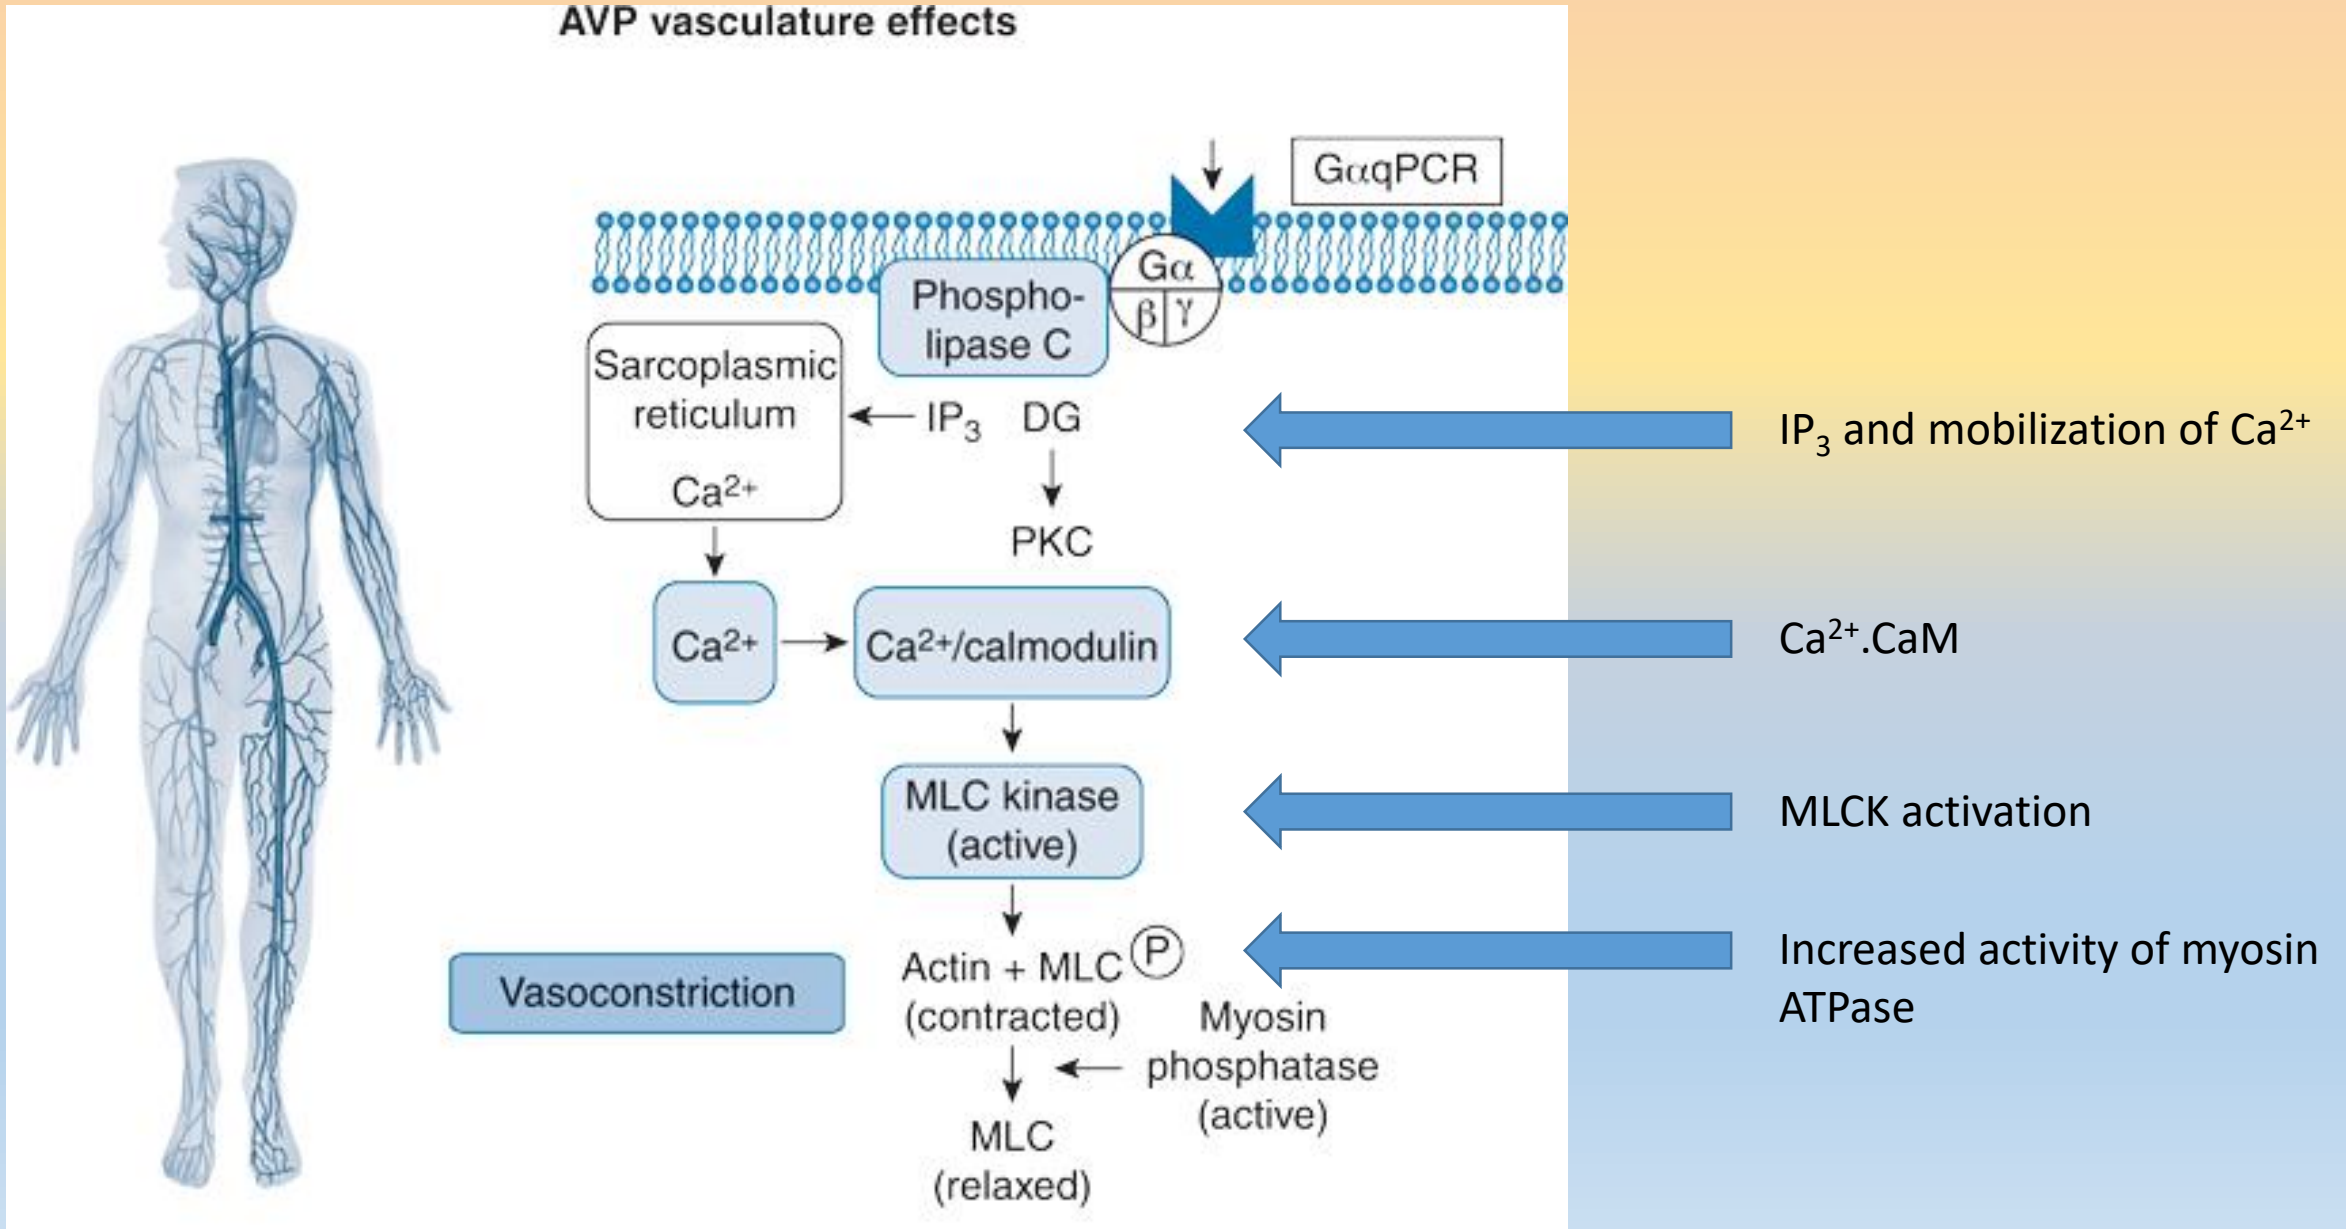 AVP vasculature effects
GαqPCR
Gα
β γ
Phospho-
lipase C
Sarcoplasmic
reticulum
Ca²⁺
IP₃ DG
PKC
Ca²⁺
Ca²⁺/calmodulin
MLC kinase
(active)
Vasoconstriction
Actin + MLC P
(contracted)
Myosin
phosphatase
(active)
MLC
(relaxed)
IP₃ and mobilization of Ca²⁺
Ca²⁺.CaM
MLCK activation
Increased activity of myosin
ATPase